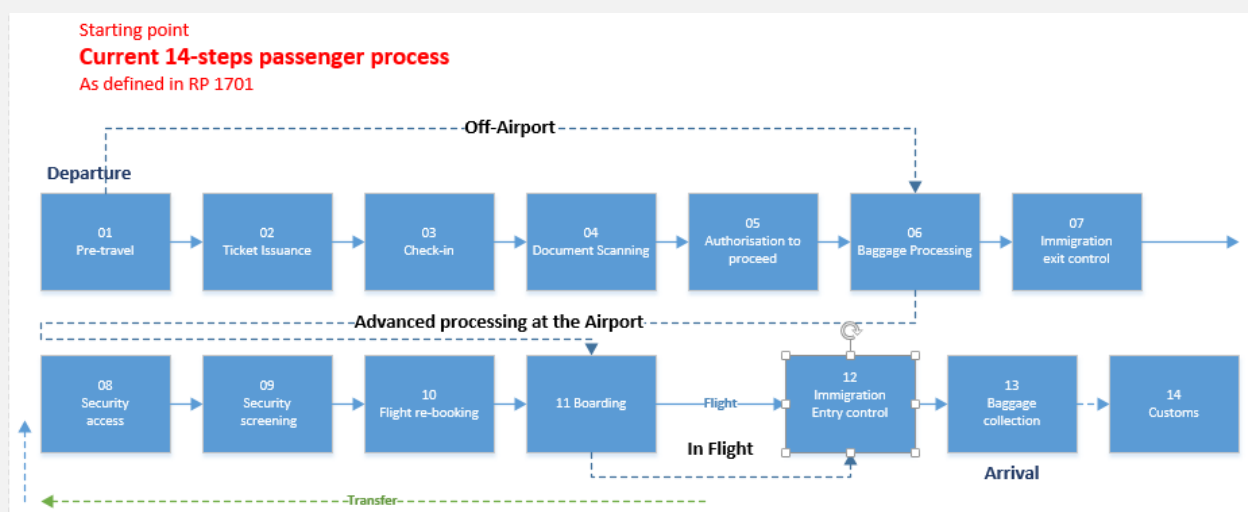 Starting point
Current 14-steps passenger process
As defined in RP 1701
Off-Airport
Departure
01
Pre-travel
02
Ticket Issuance
03
Check-in
04
Document Scanning
05
Authorisation to
proceed
06
Baggage Processing
07
Immigration
exit control
Advanced processing at the Airport
08
Security
access
09
Security
screening
10
Flight re-booking
11 Boarding
Flight
12
Immigration
Entry control
13
Baggage
collection
14
Customs
In Flight
Arrival
Transfer